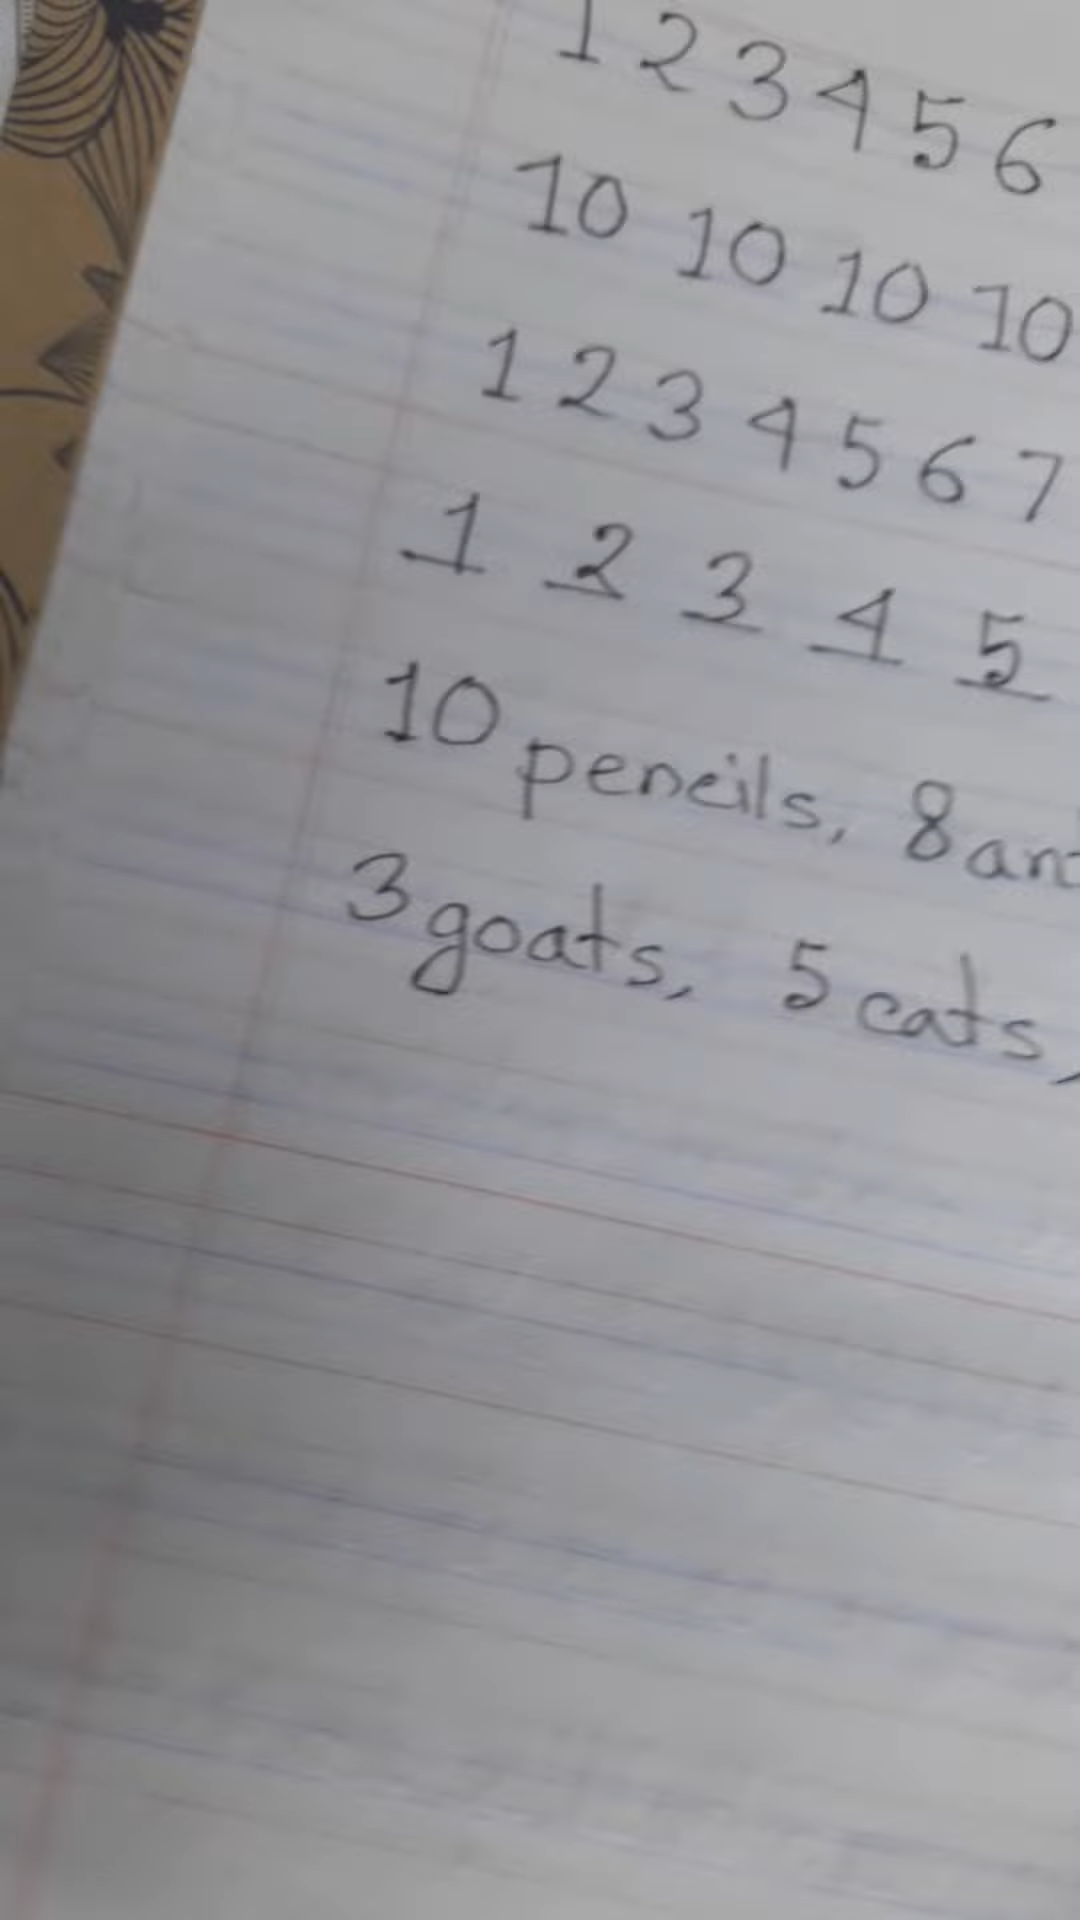 1 2 3 4 5 6
10 10 10 10
1 2 3 4 5 6 7
1 2 3 4 5
10 pencils, 8
3 goats, 5 cats,